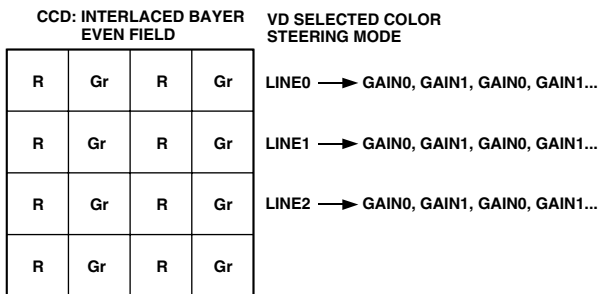 CCD: INTERLACED BAYER
EVEN FIELD
VD SELECTED COLOR
STEERING MODE
R Gr R Gr
LINE0 GAIN0, GAIN1, GAIN0, GAIN1...
R Gr R Gr
LINE1 GAIN0, GAIN1, GAIN0, GAIN1...
R Gr R Gr
LINE2 GAIN0, GAIN1, GAIN0, GAIN1...
R Gr R Gr